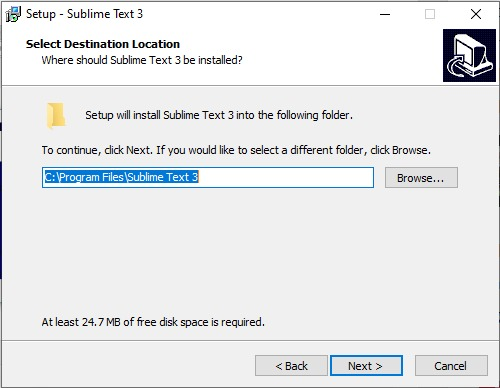 Setup - Sublime Text 3
Select Destination Location
Where should Sublime Text 3 be installed?
Setup will install Sublime Text 3 into the following folder.
To continue, click Next. If you would like to select a different folder, click Browse.
C:\Program Files\Sublime Text 3
Browse...
At least 24.7 MB of free disk space is required.
< Back
Next >
Cancel